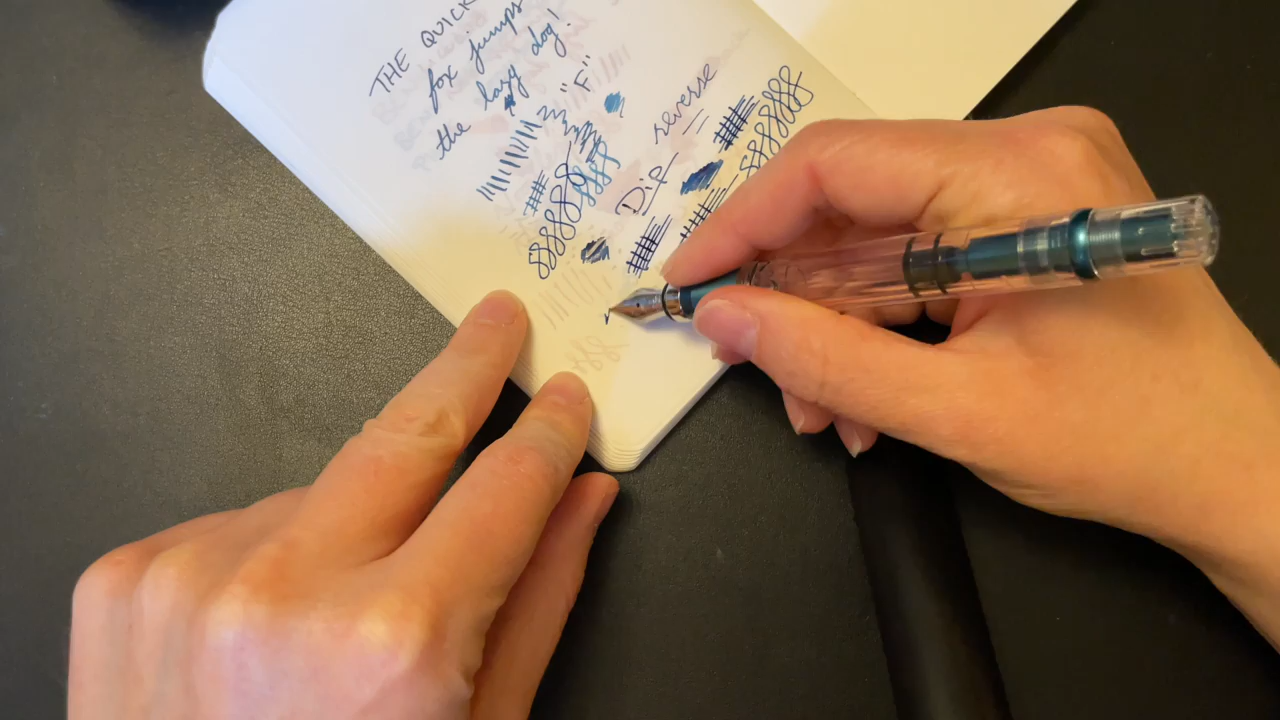 THE QUICK
fox jumps
the lazy dog!
"F"
reverse
Dip